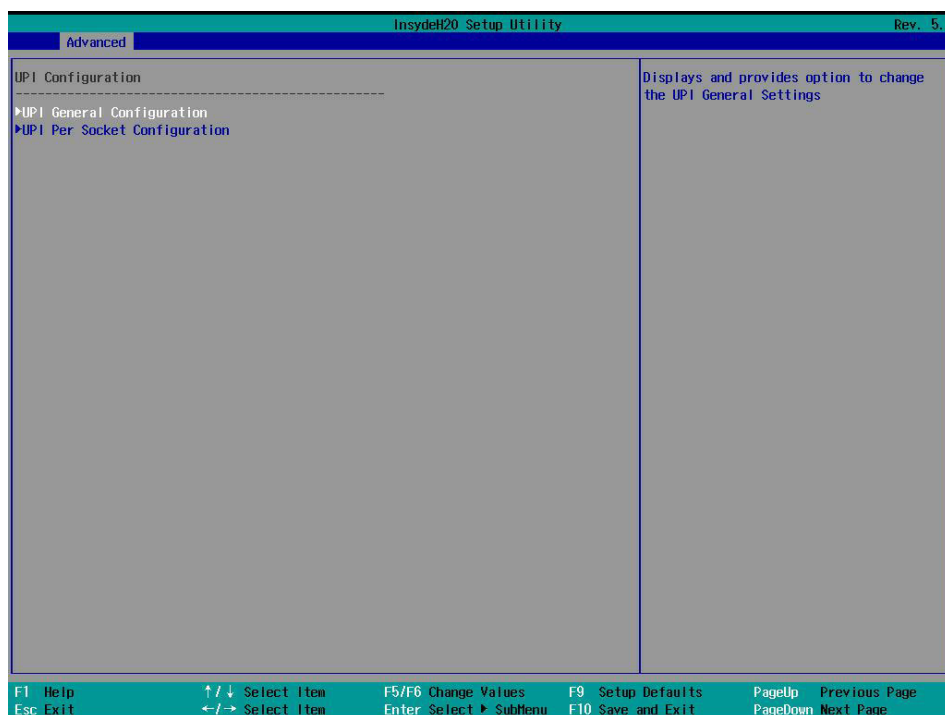 InsydeH20 Setup Utility Rev. 5.
Advanced
UPI Configuration
--------------------------------------------------
▶UPI General Configuration
▶UPI Per Socket Configuration
Displays and provides option to change
the UPI General Settings
F1 Help ↑/↓ Select Item F5/F6 Change Values F9 Setup Defaults PageUp Previous Page
Esc Exit ←/→ Select Item Enter Select ▶ SubMenu F10 Save and Exit PageDown Next Page